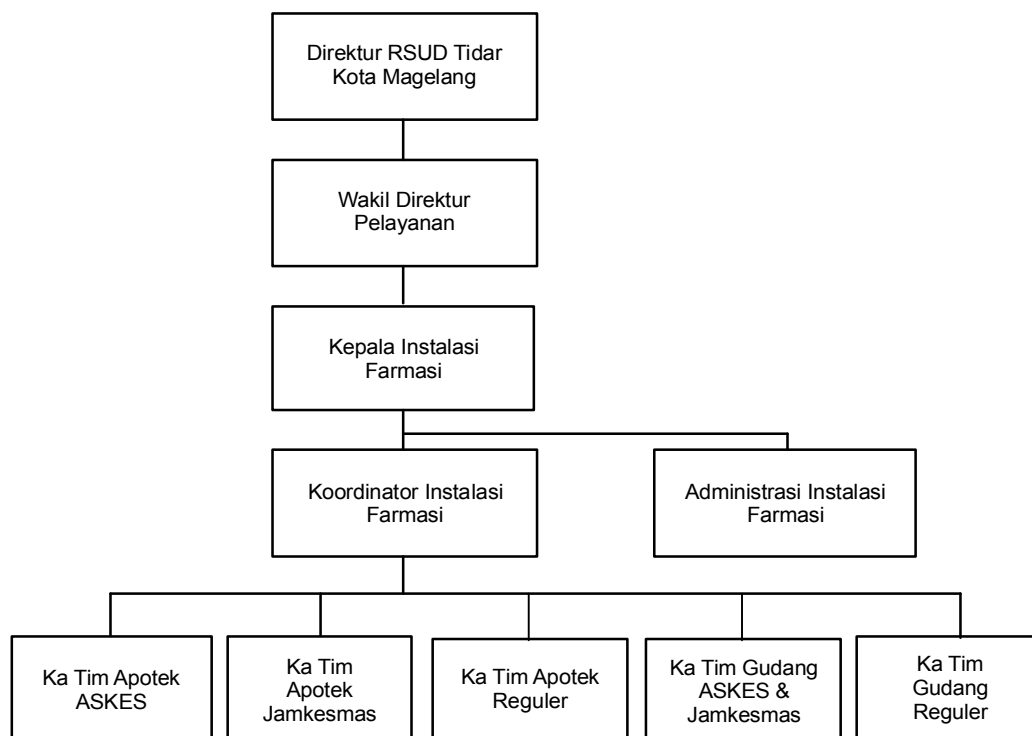 Direktur RSUD Tidar
Kota Magelang
Wakil Direktur
Pelayanan
Kepala Instalasi
Farmasi
Koordinator Instalasi
Farmasi
Administrasi Instalasi
Farmasi
Ka Tim Apotek
ASKES
Ka Tim
Apotek
Jamkesmas
Ka Tim Apotek
Reguler
Ka Tim Gudang
ASKES &
Jamkesmas
Ka Tim
Gudang
Reguler